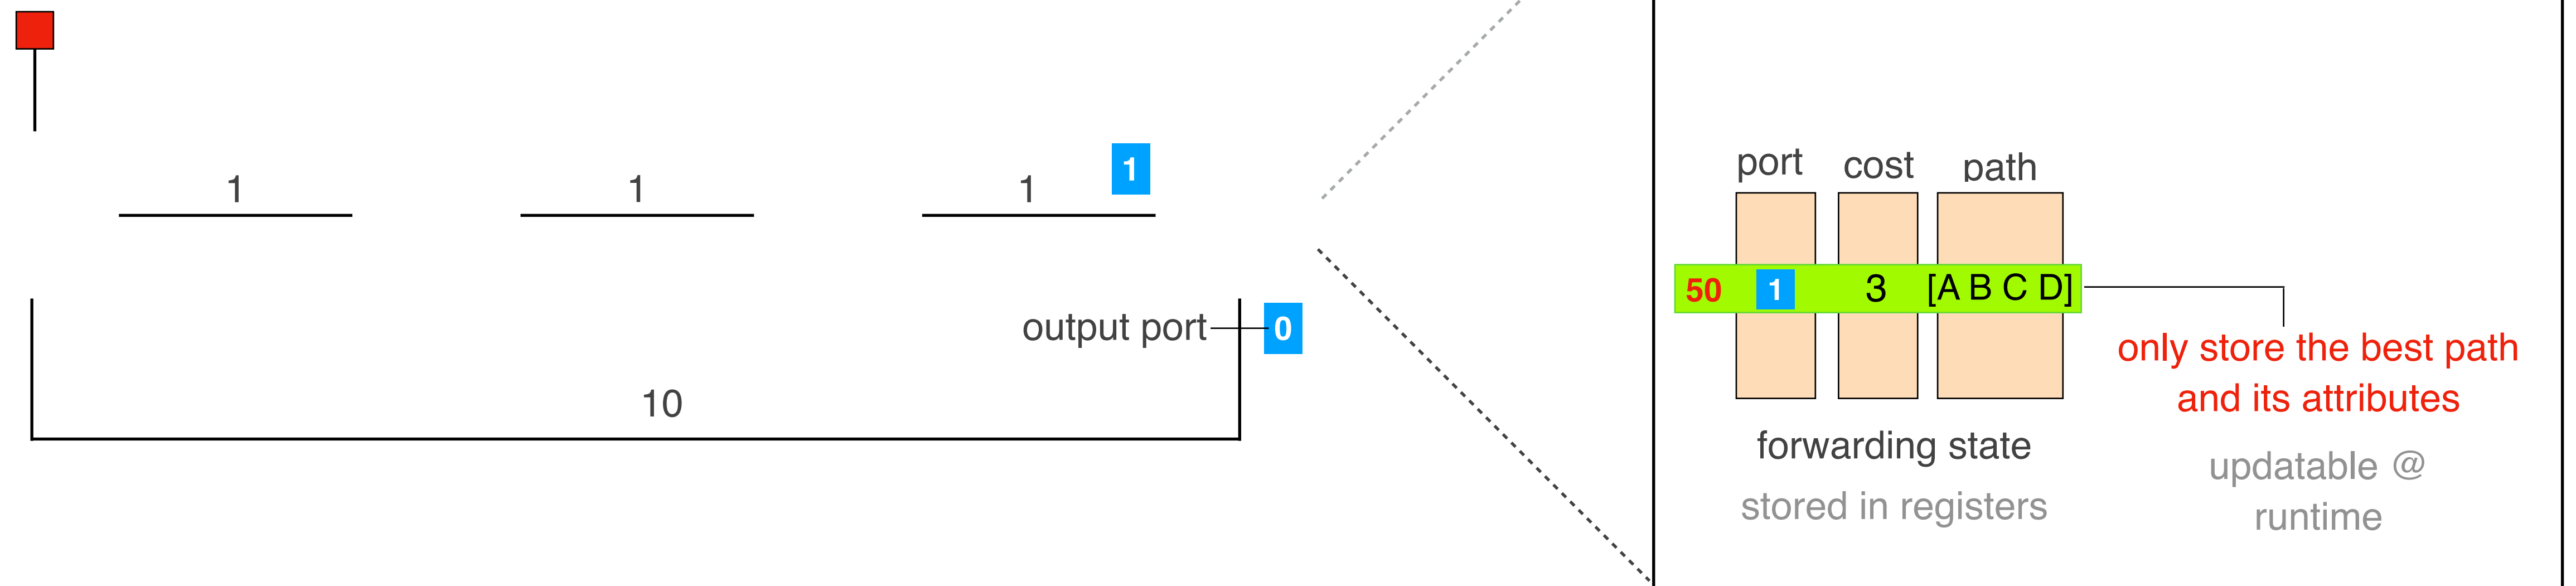 1
1
1
1
output port
0
10
port
cost
path
50 1 3 [A B C D]
only store the best path
and its attributes
forwarding state
updatable @
stored in registers
runtime